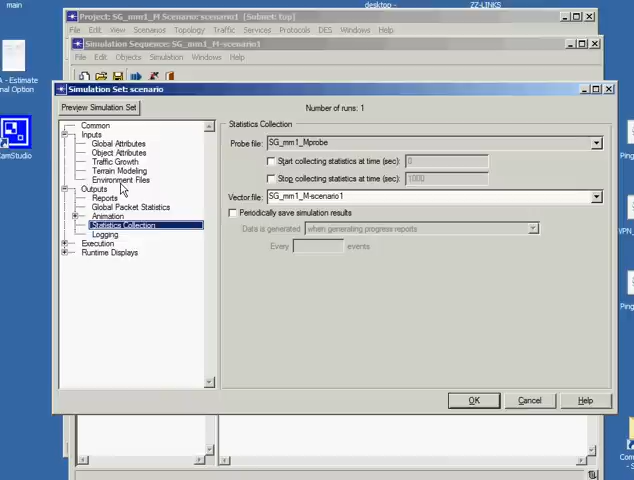 main
desktop -
ZZ-LINKS
Project: SG_mm1_M Scenario: scenario1 [Subnet: top]
File Edit View Scenarios Topology Traffic Services Protocols DES Windows Help
Simulation Sequence: SG_mm1_M-scenario1
File Edit Objects Simulation Windows Help
A - Estimate
nal Option
CamStudio
Simulation Set: scenario
Preview Simulation Set
Number of runs: 1
Common
Inputs
Global Attributes
Object Attributes
Traffic Growth
Terrain Modeling
Environment Files
Outputs
Reports
Global Packet Statistics
Animation
Statistics Collection
Logging
Execution
Runtime Displays
Statistics Collection
Probe file:
SG_mm1_Mprobe
Start collecting statistics at time (sec):
0
Stop collecting statistics at time (sec):
1000
Vector file:
SG_mm1_M-scenario1
Periodically save simulation results
Data is generated
when generating progress reports
Every
events
OK
Cancel
Help
Ping
VPN_
Ping
Com
- S